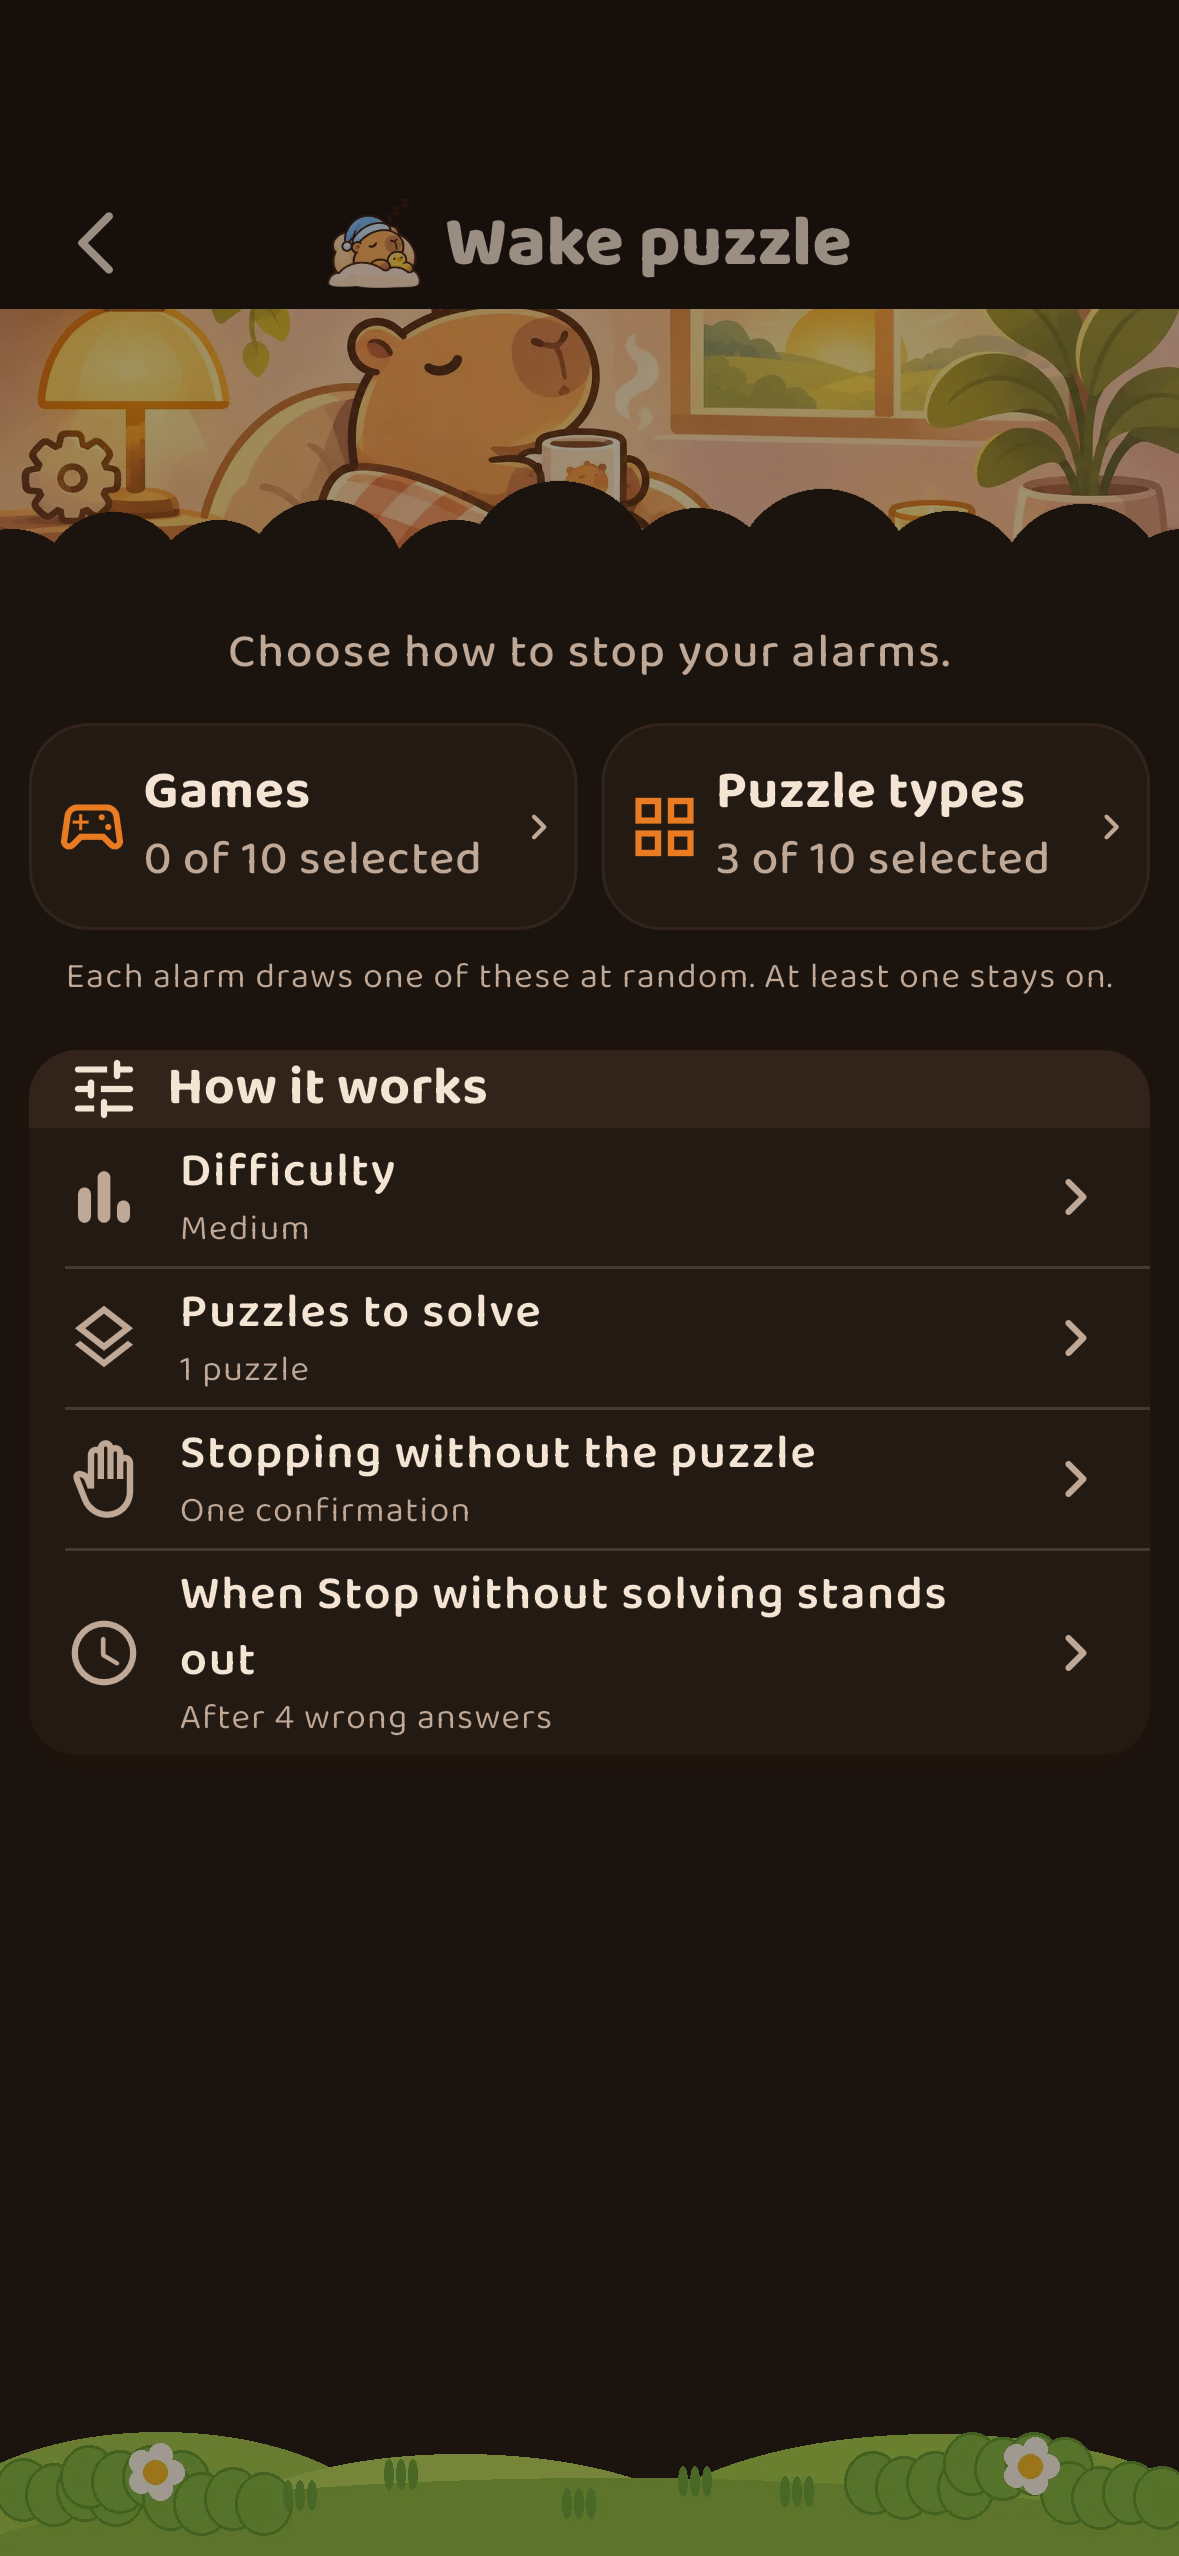 Wake puzzle
Choose how to stop your alarms.
Games
0 of 10 selected
Puzzle types
3 of 10 selected
Each alarm draws one of these at random. At least one stays on.
How it works
Difficulty
Medium
Puzzles to solve
1 puzzle
Stopping without the puzzle
One confirmation
When Stop without solving stands
out
After 4 wrong answers